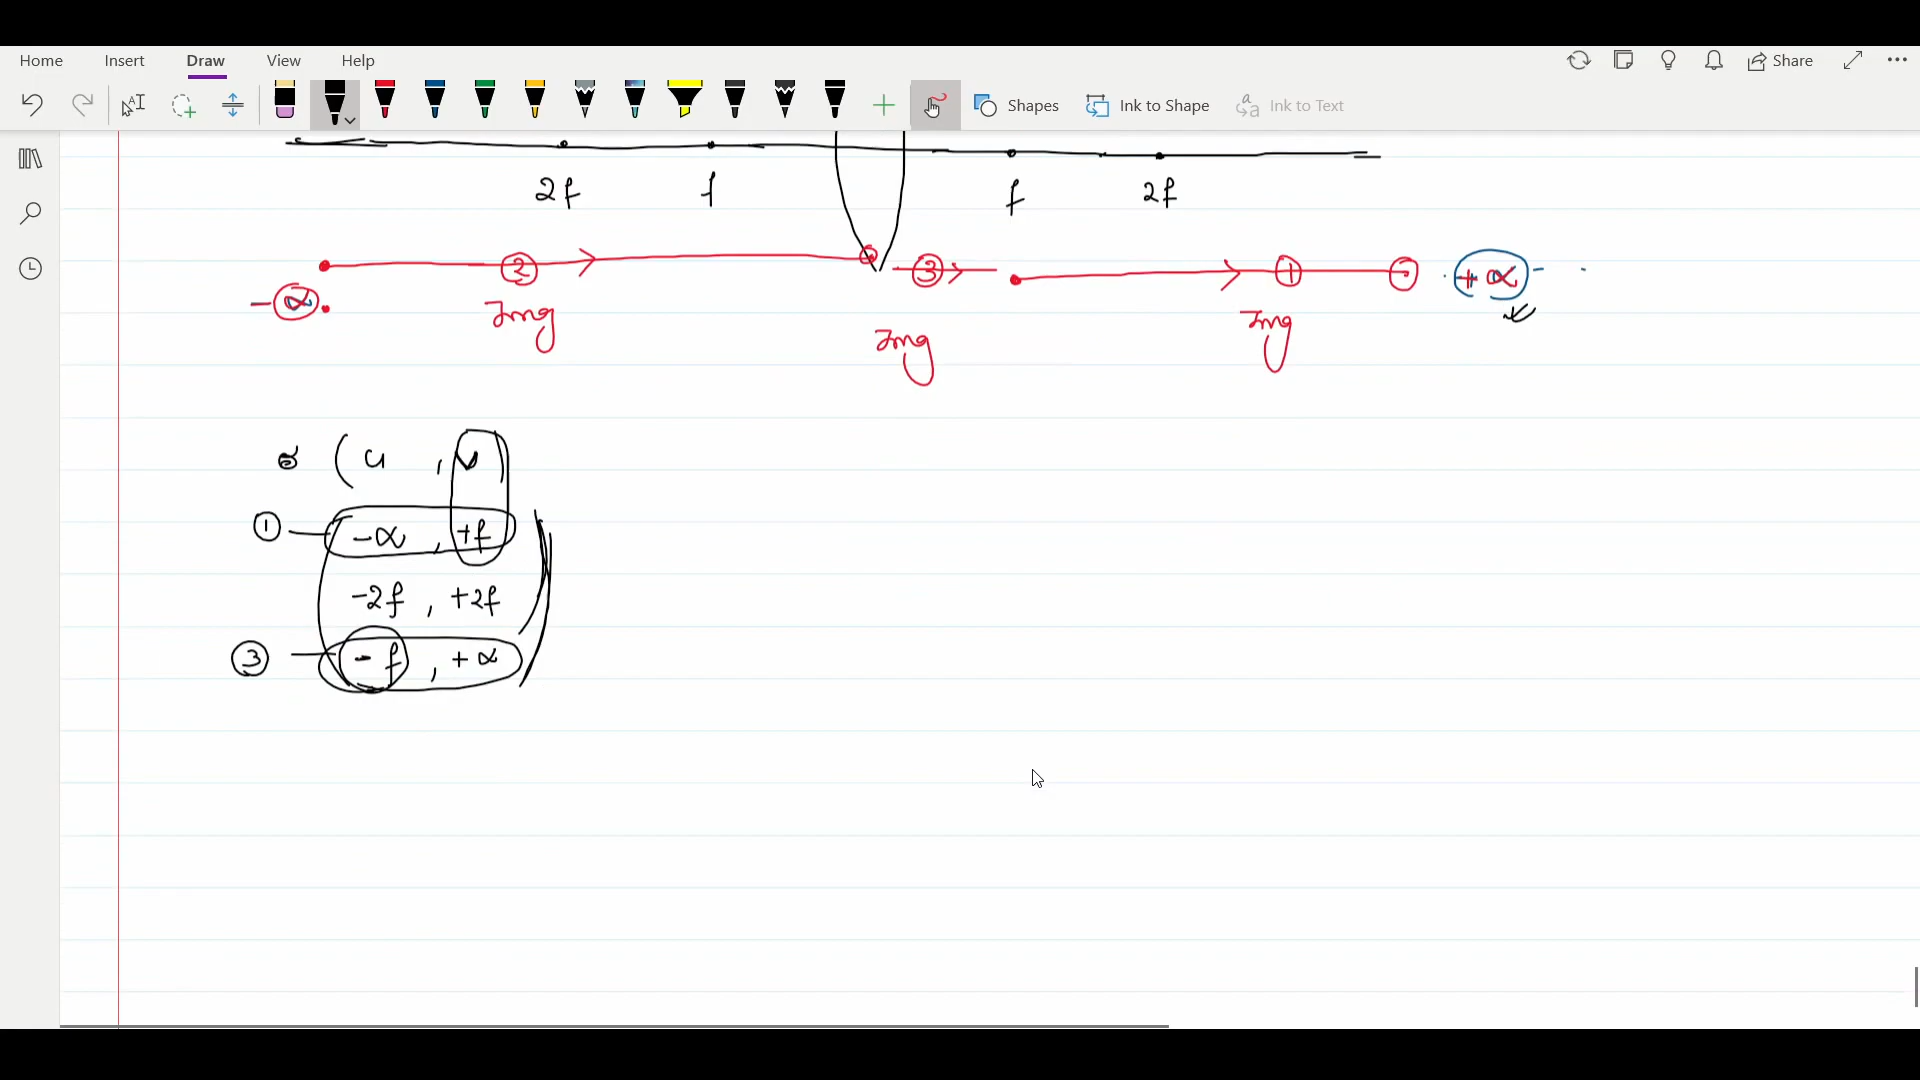 Home Insert Draw View Help Share
Shapes Ink to Shape Ink to Text
2f f f 2f
-∝ 2 3 1 +∝
Img Img Img
(u , v)
1 -∝ , +f
-2f , +2f
3 -f , +∝